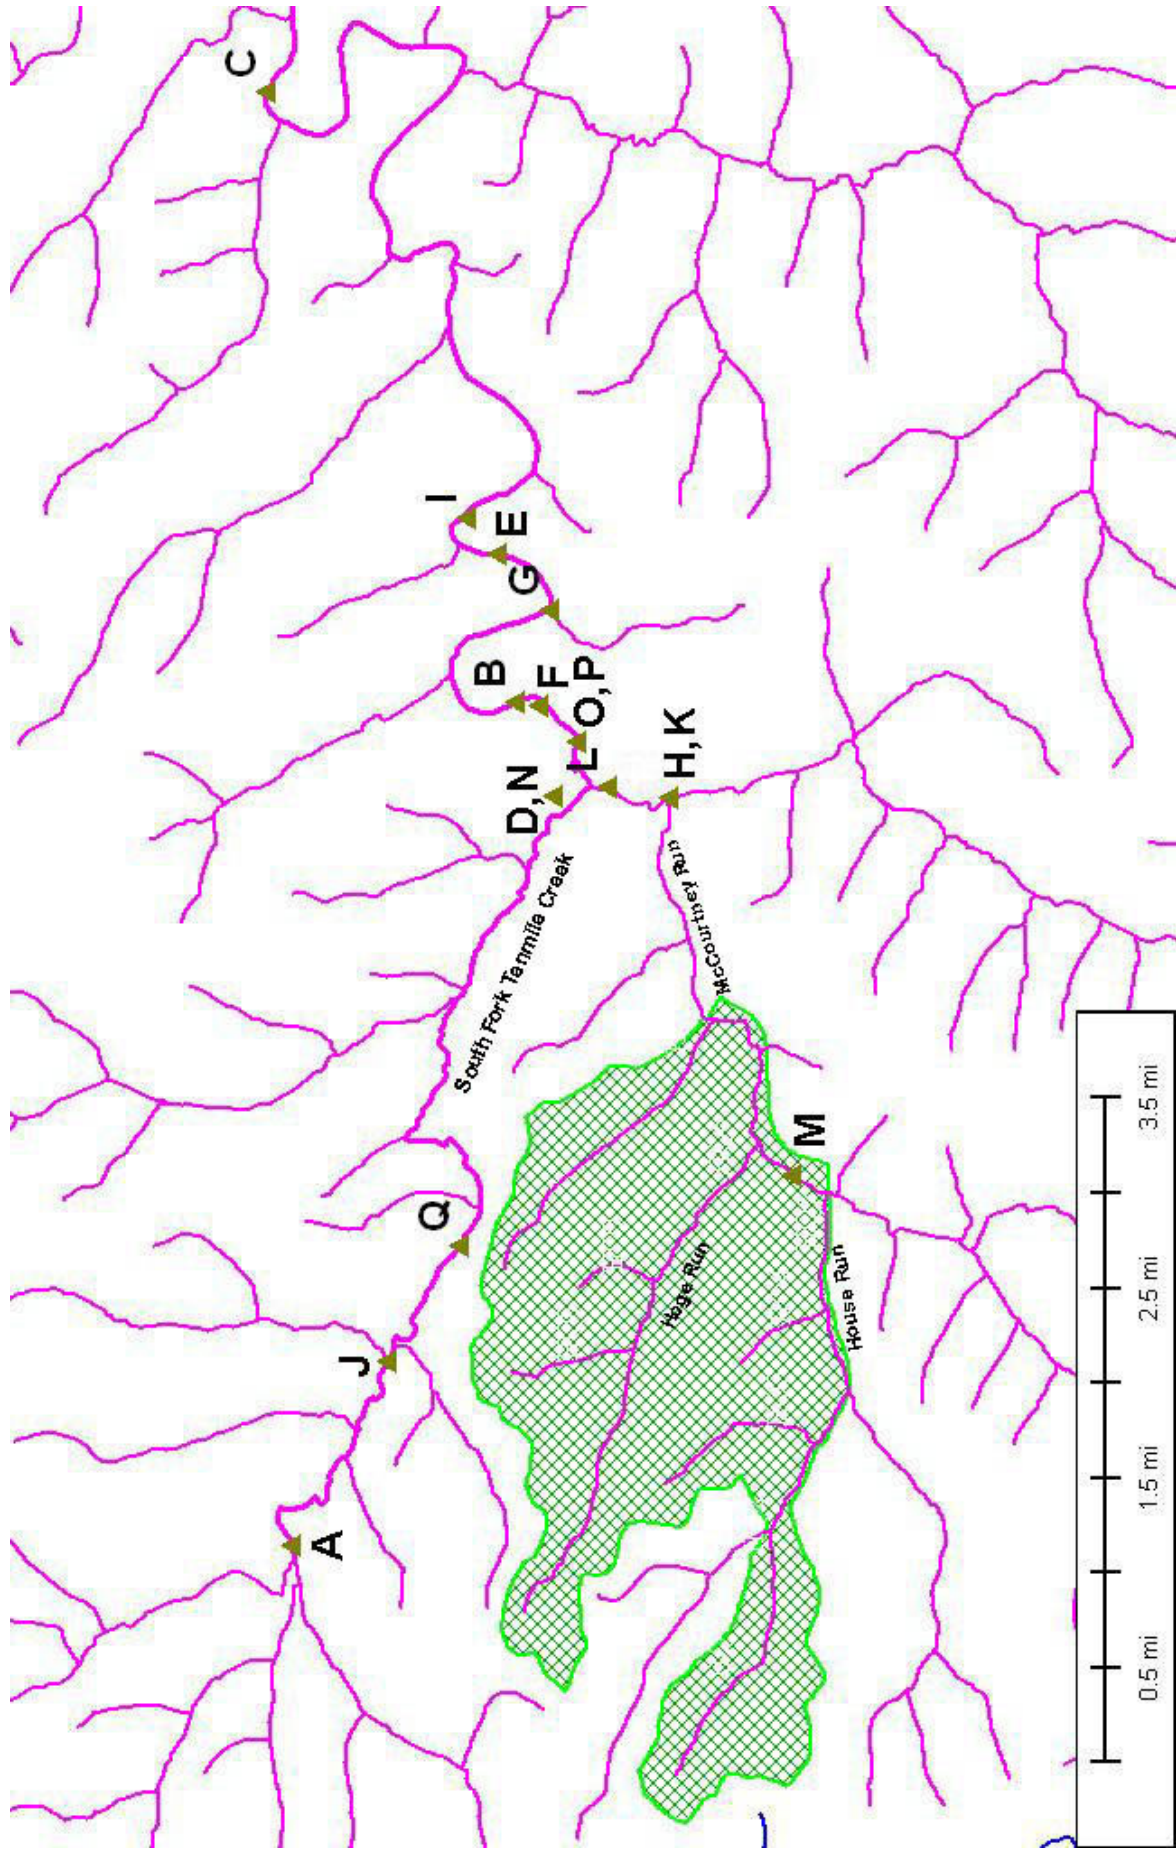 C
I
E
G
B
F
O,P
L
D,N
H,K
McCourtney Run
South Fork Tenmile Creek
M
Q
Hoge Run
House Run
J
A
0.5 mi
1.5 mi
2.5 mi
3.5 mi